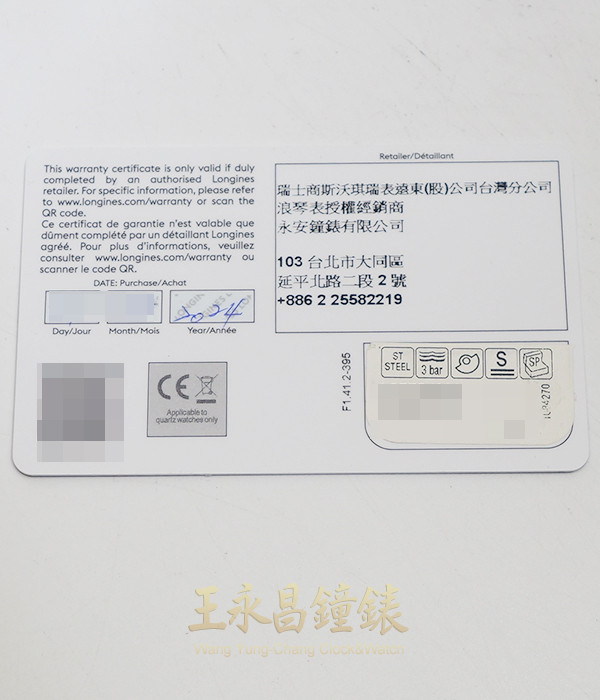 This warranty certificate is only valid if duly
completed by an authorised Longines
retailer. For specific information, please refer
to www.longines.com/warranty or scan the
QR code.
Ce certificat de garantie n'est valable que
dûment complété par un détaillant Longines
agréé. Pour plus d'informations, veuillez
consulter www.longines.com/warranty ou
scanner le code QR.
DATE: Purchase/Achat
2024
Day/Jour Month/Mois Year/Année
Retailer/Détaillant
瑞士商斯沃琪瑞表遠東(股)公司台灣分公司
浪琴表授權經銷商
永安鐘錶有限公司
103 台北市大同區
延平北路二段 2 號
+886 2 25582219
CE
Applicable to
quartz watches only
F1.41.2-395
ST
STEEL
3 bar
S
SP
王永昌鐘錶
Wang Yung-Chang Clock&Watch